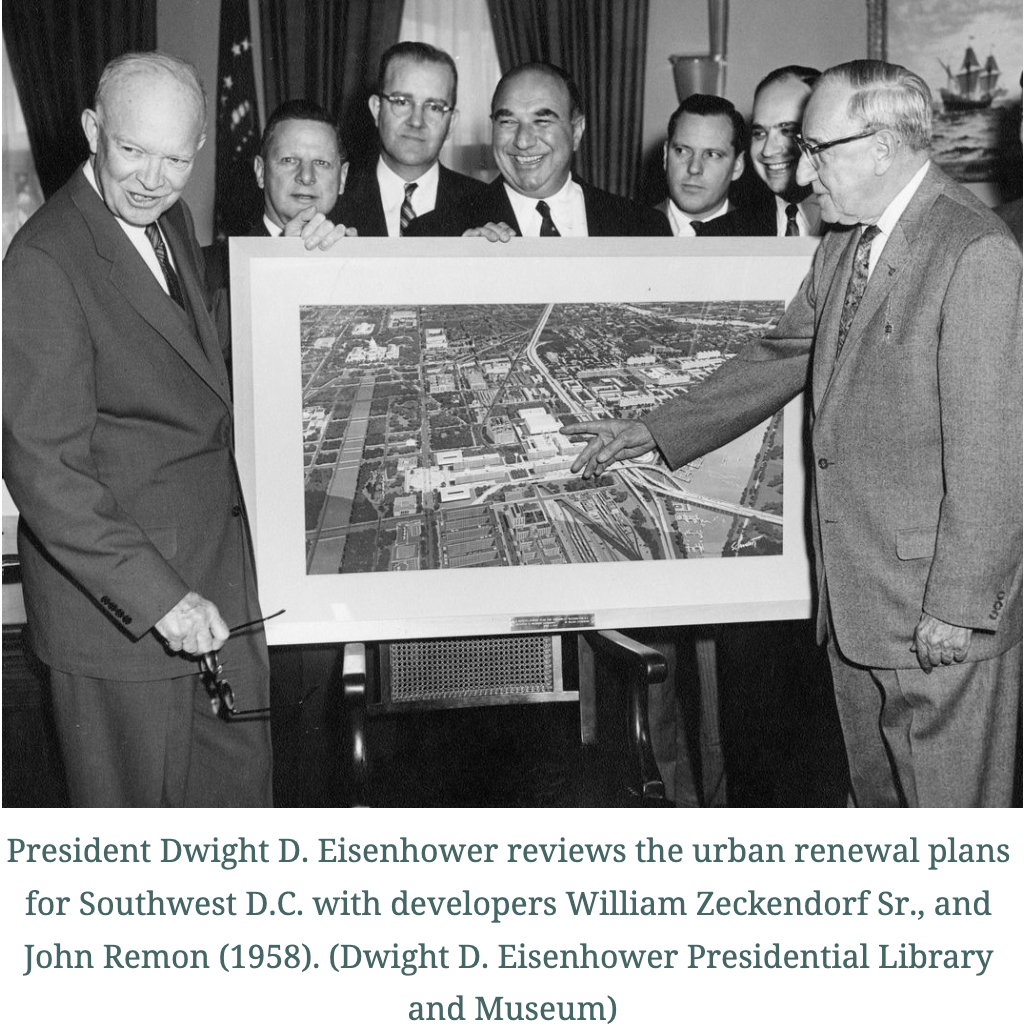 President Dwight D. Eisenhower reviews the urban renewal plans
for Southwest D.C. with developers William Zeckendorf Sr., and
John Remon (1958). (Dwight D. Eisenhower Presidential Library
and Museum)